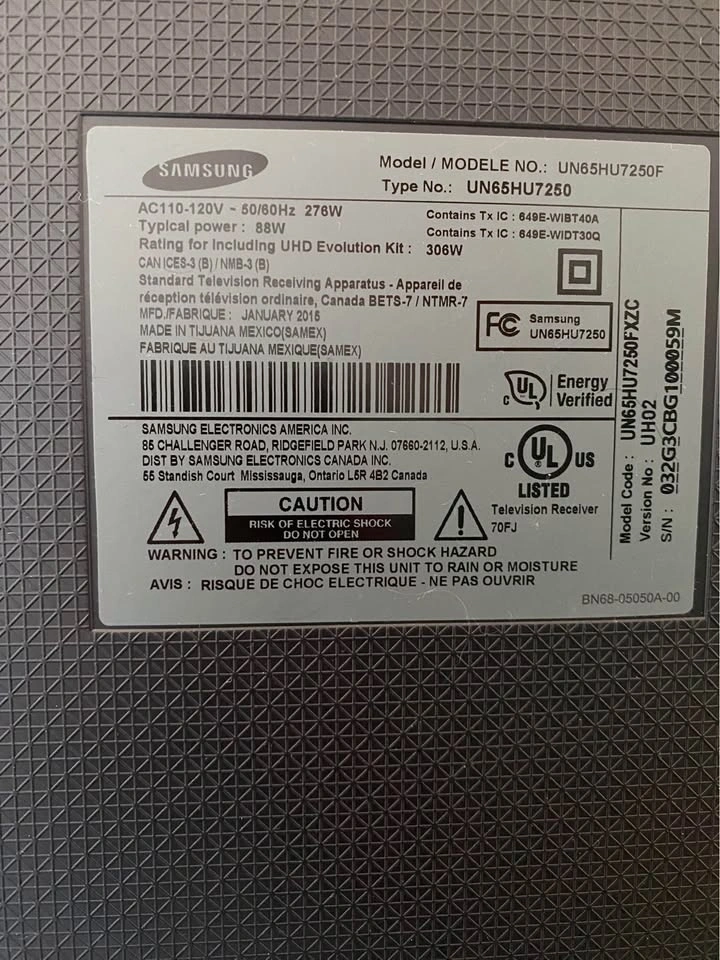 SAMSUNG
Model / MODELE NO.: UN65HU7250F
Type No.: UN65HU7250
AC110-120V ~ 50/60Hz 276W
Typical power : 88W
Rating for Including UHD Evolution Kit : 306W
CAN ICES-3 (B) / NMB-3 (B)
Standard Television Receiving Apparatus - Appareil de
réception télévision ordinaire, Canada BETS-7 / NTMR-7
MFD./FABRIQUE : JANUARY 2015
MADE IN TIJUANA MEXICO(SAMEX)
FABRIQUE AU TIJUANA MEXIQUE(SAMEX)
Contains Tx IC : 649E-WIBT40A
Contains Tx IC : 649E-WIDT30Q
FC Samsung
UN65HU7250
C UL Energy
Verified
SAMSUNG ELECTRONICS AMERICA INC.
85 CHALLENGER ROAD, RIDGEFIELD PARK N.J. 07660-2112, U.S.A.
DIST BY SAMSUNG ELECTRONICS CANADA INC.
55 Standish Court Mississauga, Ontario L5R 4B2 Canada
C UL US
LISTED
Television Receiver
70FJ
CAUTION
RISK OF ELECTRIC SHOCK
DO NOT OPEN
WARNING : TO PREVENT FIRE OR SHOCK HAZARD
DO NOT EXPOSE THIS UNIT TO RAIN OR MOISTURE
AVIS : RISQUE DE CHOC ELECTRIQUE - NE PAS OUVRIR
BN68-05050A-00
Model Code : UN65HU7250FXZC
Version No : UH02
S/N : 032G3CBG100059M